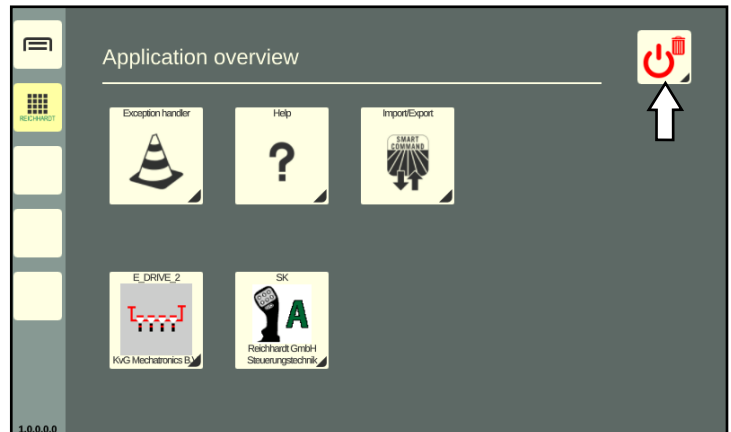 Application overview
REICHHARDT
Exception handler
Help
Import/Export
SMART
COMMAND
E_DRIVE_2
KvG Mechatronics B.V
SK
A
Reichhardt GmbH
Steuerungstechnik
1.0.0.0.0